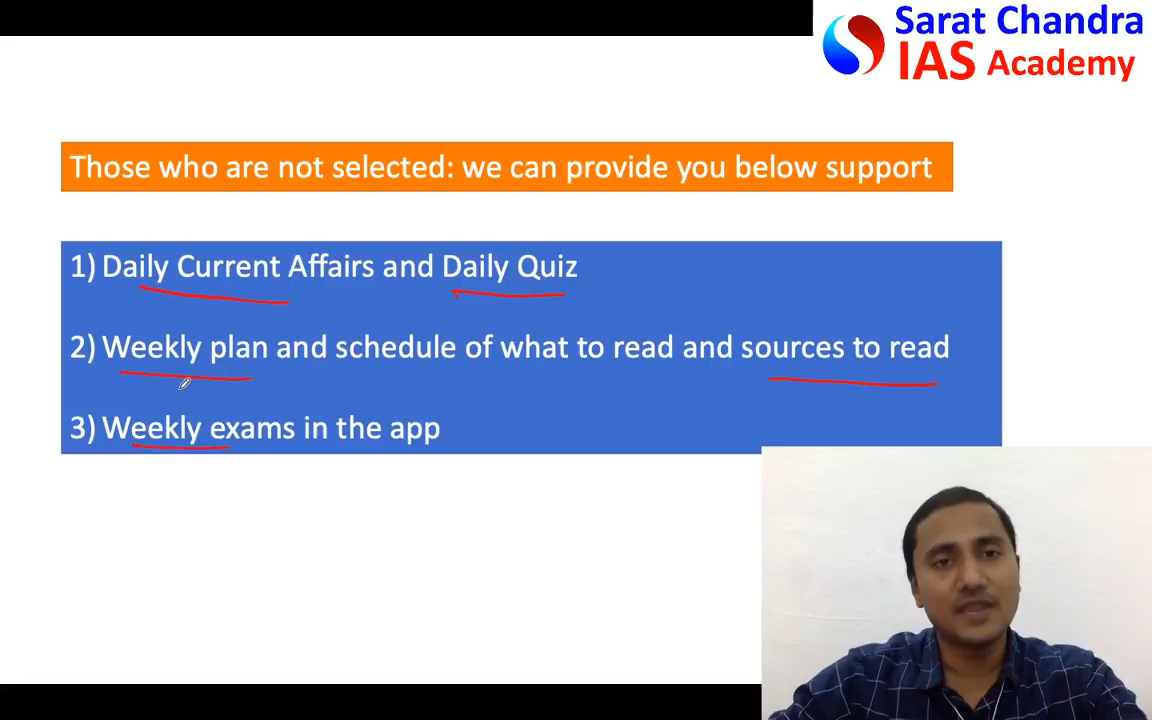 Sarat Chandra
IAS Academy
Those who are not selected: we can provide you below support
1) Daily Current Affairs and Daily Quiz
2) Weekly plan and schedule of what to read and sources to read
3) Weekly exams in the app